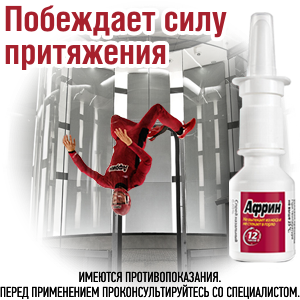 Побеждает силу
притяжения
Африн
12
ИМЕЮТСЯ ПРОТИВОПОКАЗАНИЯ.
ПЕРЕД ПРИМЕНЕНИЕМ ПРОКОНСУЛЬТИРУЙТЕСЬ СО СПЕЦИАЛИСТОМ.